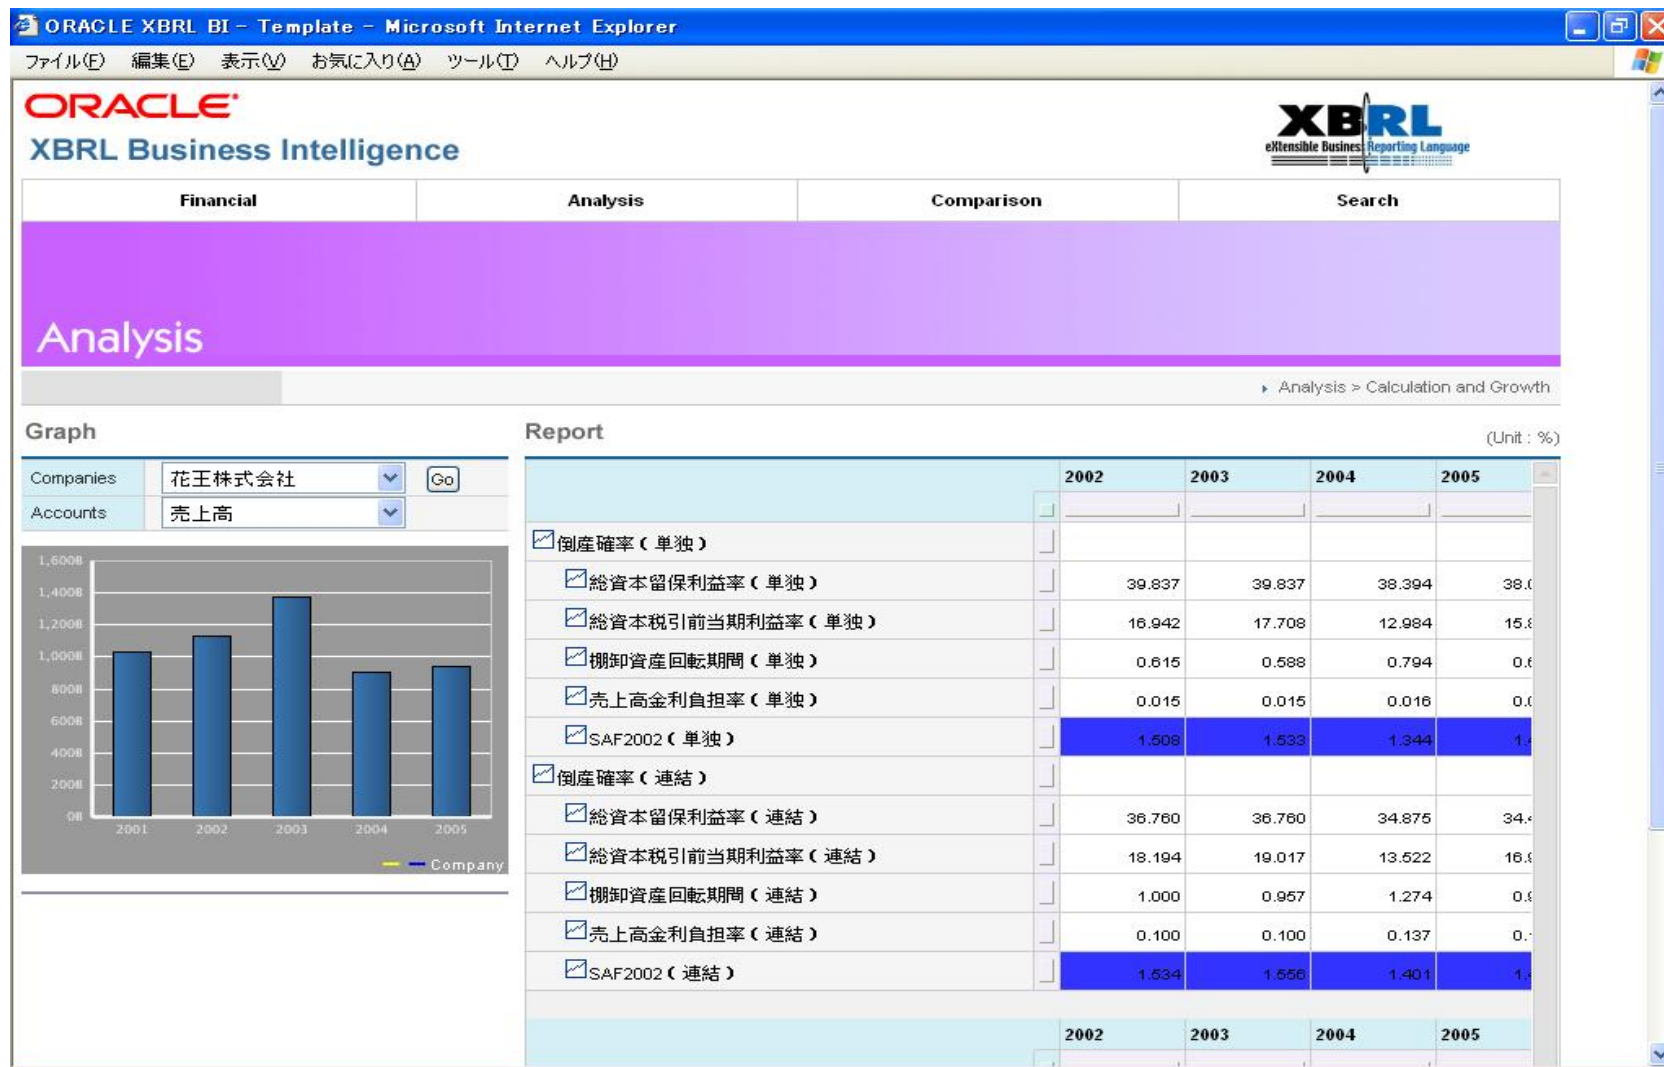 ORACLE XBRL BI - Template - Microsoft Internet Explorer
ファイル(F) 編集(E) 表示(V) お気に入り(A) ツール(T) ヘルプ(H)
ORACLE
XBRL
XBRL Business Intelligence
eXtensible Business Reporting Language
Financial Analysis Comparison Search
Analysis
Analysis > Calculation and Growth
Graph Report (Unit : %)
Companies 花王株式会社 Go
Accounts 売上高
1,600B
1,400B
1,200B
1,000B
800B
600B
400B
200B
0B
2001 2002 2003 2004 2005
Company
2002 2003 2004 2005
倒産確率(単独)
総資本留保利益率(単独) 39.837 39.837 38.394 38.
総資本税引前当期利益率(単独) 16.942 17.708 12.984 15.
棚卸資産回転期間(単独) 0.615 0.588 0.794 0.
売上高金利負担率(単独) 0.015 0.015 0.016 0.
SAF2002(単独) 1.508 1.533 1.344 1.
倒産確率(連結)
総資本留保利益率(連結) 36.760 36.760 34.875 34.
総資本税引前当期利益率(連結) 18.194 19.017 13.522 16.
棚卸資産回転期間(連結) 1.000 0.957 1.274 0.
売上高金利負担率(連結) 0.100 0.100 0.137 0.
SAF2002(連結) 1.534 1.556 1.401 1.
2002 2003 2004 2005